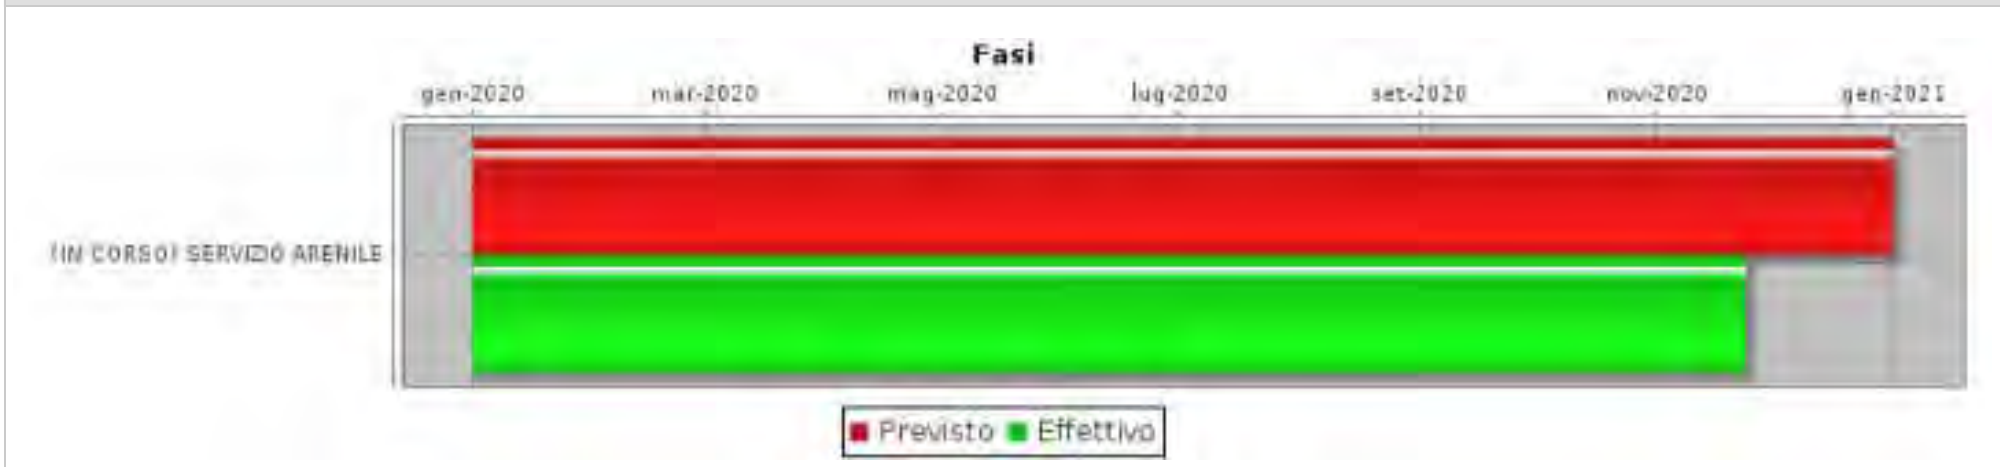 Fasi
gen-2020 mar-2020 mag-2020 lug-2020 set-2020 nov-2020 gen-2021
(IN CORSO) SERVIZIO ARENILE
Previsto Effettivo